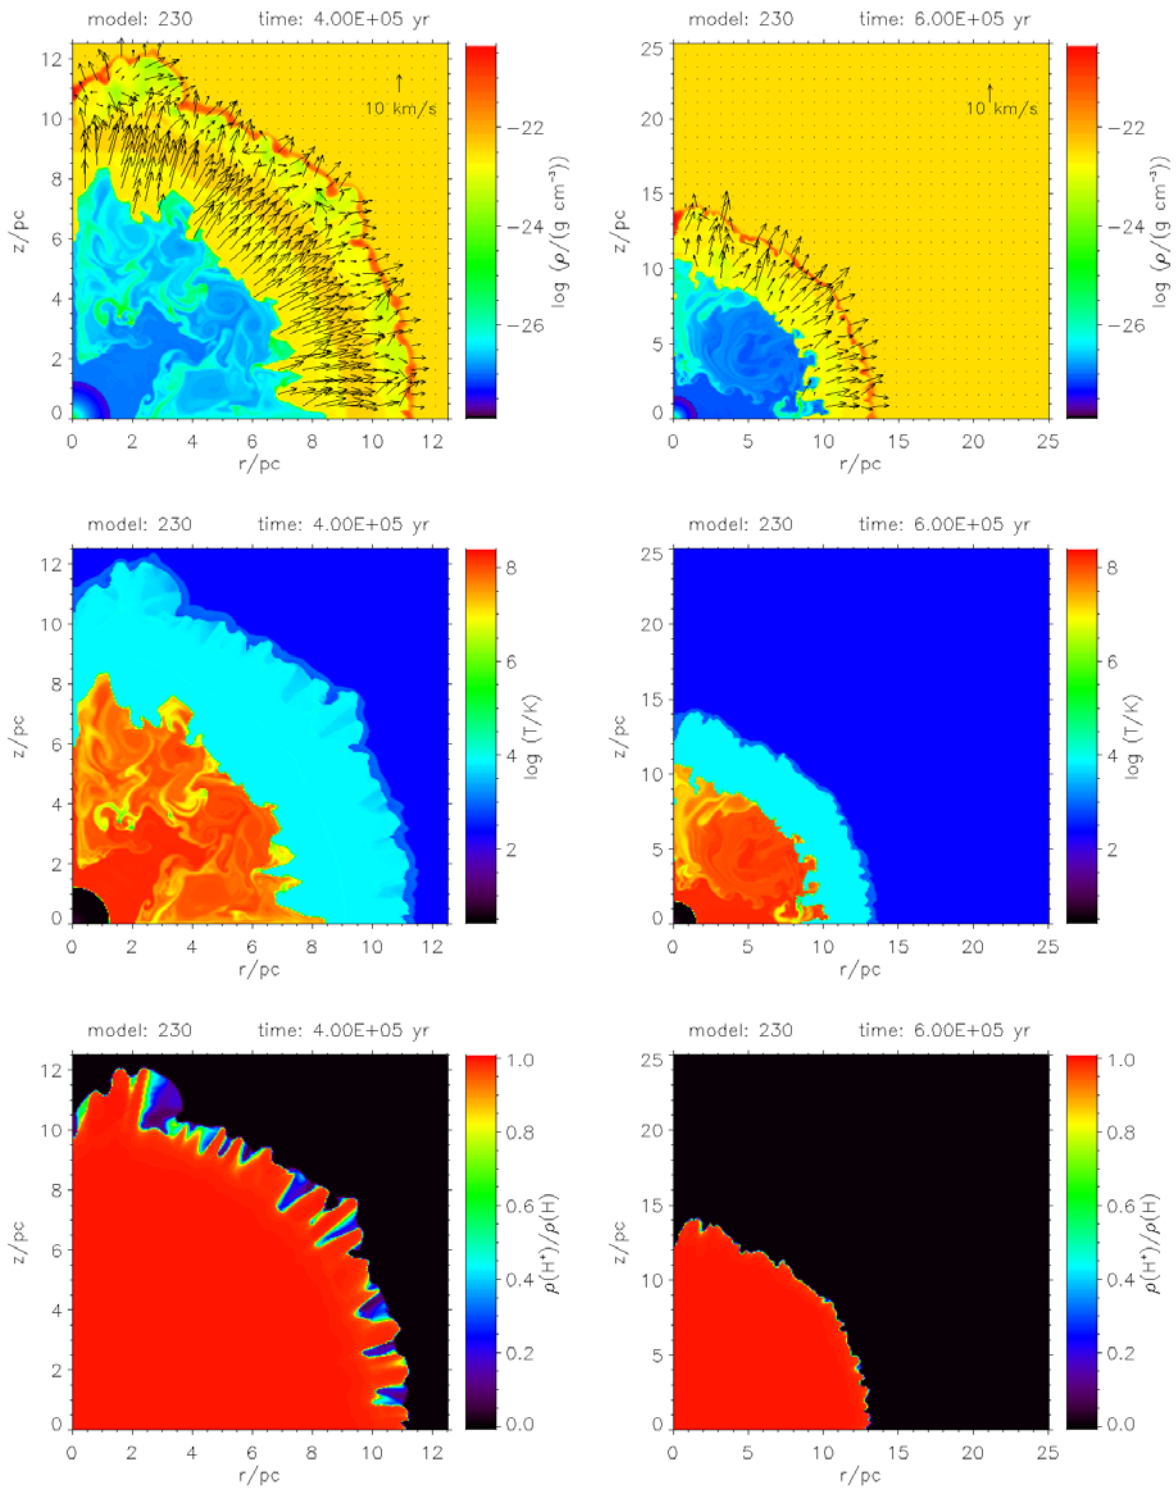 model: 230 time: 4.00E+05 yr
12
10
8
6
4
2
0
z/pc
10 km/s
0 2 4 6 8 10 12
r/pc
−22
−24
−26
log (ρ/(g cm⁻³))
model: 230 time: 6.00E+05 yr
25
20
15
10
5
0
z/pc
10 km/s
0 5 10 15 20 25
r/pc
−22
−24
−26
log (ρ/(g cm⁻³))
model: 230 time: 4.00E+05 yr
12
10
8
6
4
2
0
z/pc
0 2 4 6 8 10 12
r/pc
8
6
4
2
log (T/K)
model: 230 time: 6.00E+05 yr
25
20
15
10
5
0
z/pc
0 5 10 15 20 25
r/pc
8
6
4
2
log (T/K)
model: 230 time: 4.00E+05 yr
12
10
8
6
4
2
0
z/pc
0 2 4 6 8 10 12
r/pc
1.0
0.8
0.6
0.4
0.2
0.0
ρ(H⁺)/ρ(H)
model: 230 time: 6.00E+05 yr
25
20
15
10
5
0
z/pc
0 5 10 15 20 25
r/pc
1.0
0.8
0.6
0.4
0.2
0.0
ρ(H⁺)/ρ(H)